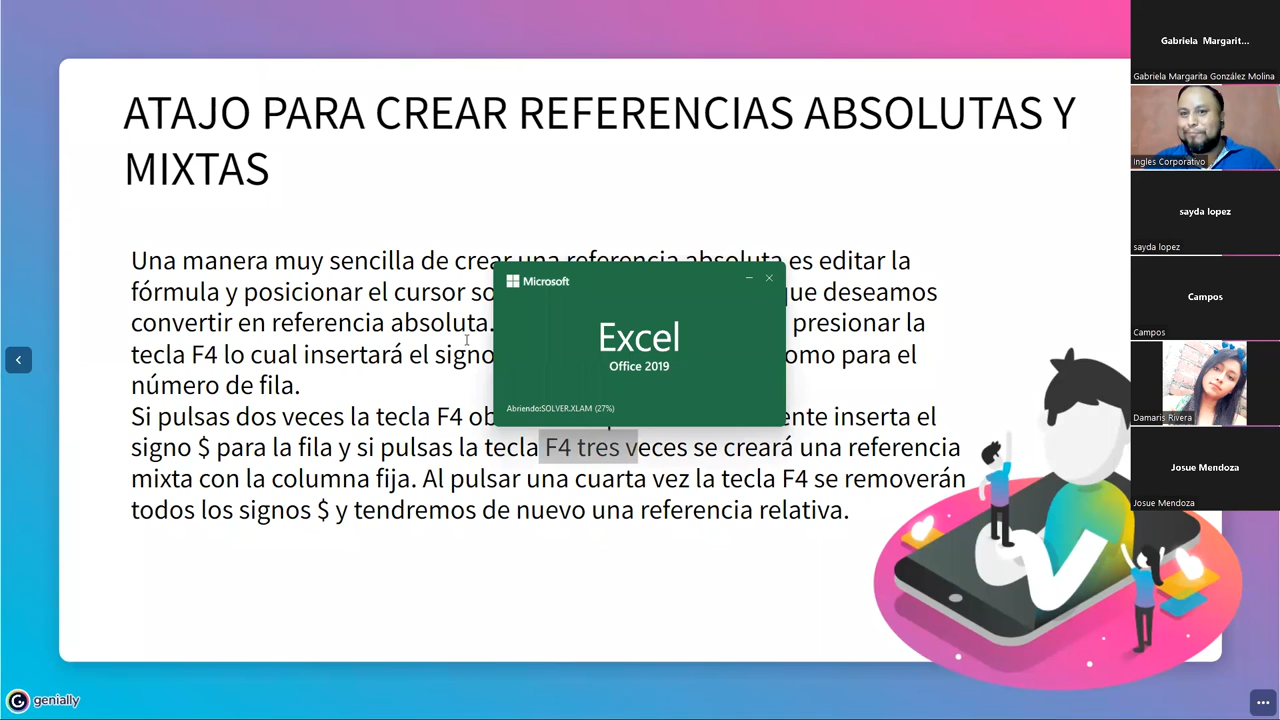 ATAJO PARA CREAR REFERENCIAS ABSOLUTAS Y
MIXTAS
Una manera muy sencilla de crear una referencia absoluta es editar la
fórmula y posicionar el cursor so que deseamos
convertir en referencia absoluta. presionar la
tecla F4 lo cual insertará el signo como para el
número de fila.
Si pulsas dos veces la tecla F4 ob ente inserta el
signo $ para la fila y si pulsas la tecla F4 tres veces se creará una referencia
mixta con la columna fija. Al pulsar una cuarta vez la tecla F4 se removerán
todos los signos $ y tendremos de nuevo una referencia relativa.
Microsoft
Excel
Office 2019
Abriendo:SOLVER.XLAM (27%)
Gabriela Margarit...
Gabriela Margarita González Molina
Ingles Corporativo
sayda lopez
sayda lopez
Campos
Campos
Damaris Rivera
Josue Mendoza
Josue Mendoza
genially